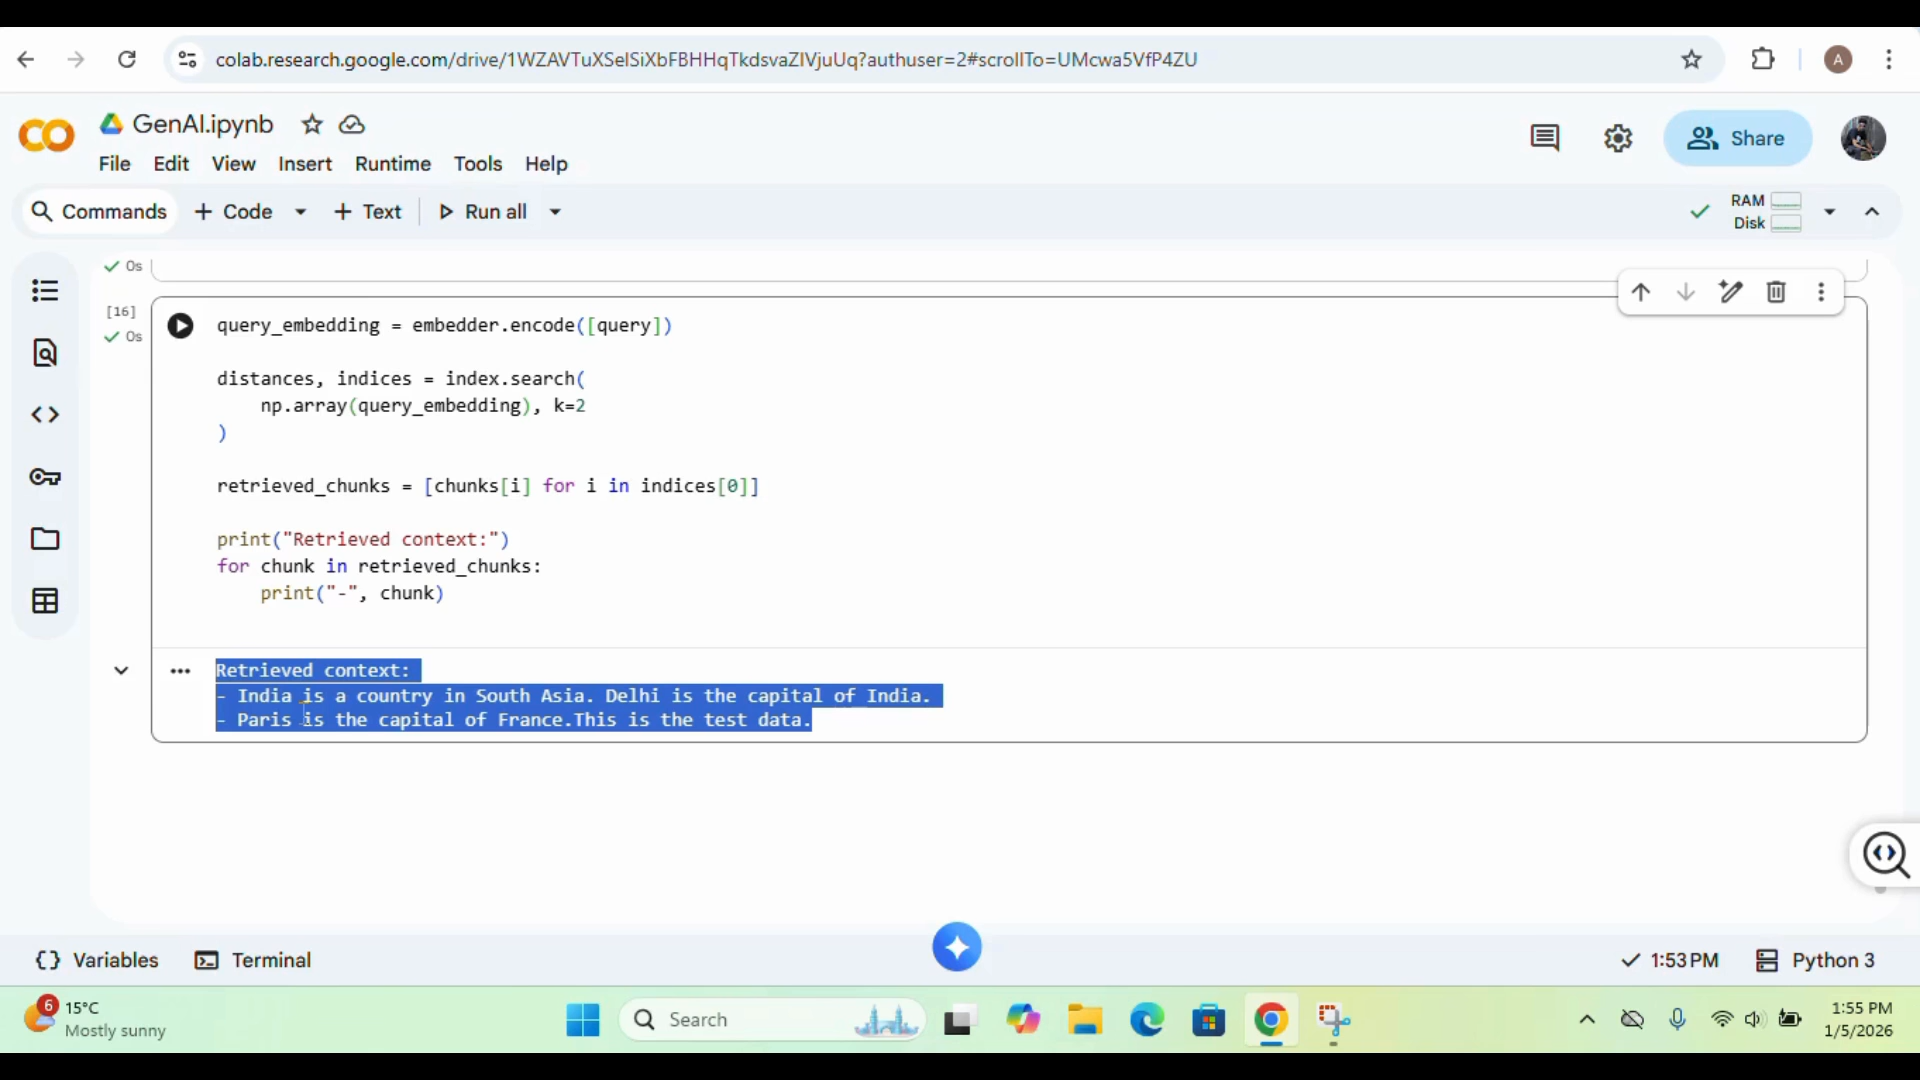 colab.research.google.com/drive/1WZAVTuXSelSiXbFBHHqTkdsvaZlVjuUq?authuser=2#scrollTo=UMcwa5VfP4ZU
A
CO
GenAI.ipynb
File Edit View Insert Runtime Tools Help
Share
Commands + Code + Text Run all
RAM
Disk
0s
[16]
0s
query_embedding = embedder.encode([query])
distances, indices = index.search(
np.array(query_embedding), k=2
)
retrieved_chunks = [chunks[i] for i in indices[0]]
print("Retrieved context:")
for chunk in retrieved_chunks:
print("-", chunk)
Retrieved context:
- India is a country in South Asia. Delhi is the capital of India.
- Paris is the capital of France.This is the test data.
{} Variables Terminal
1:53 PM Python 3
6
15°C
Mostly sunny
Search
1:55 PM
1/5/2026